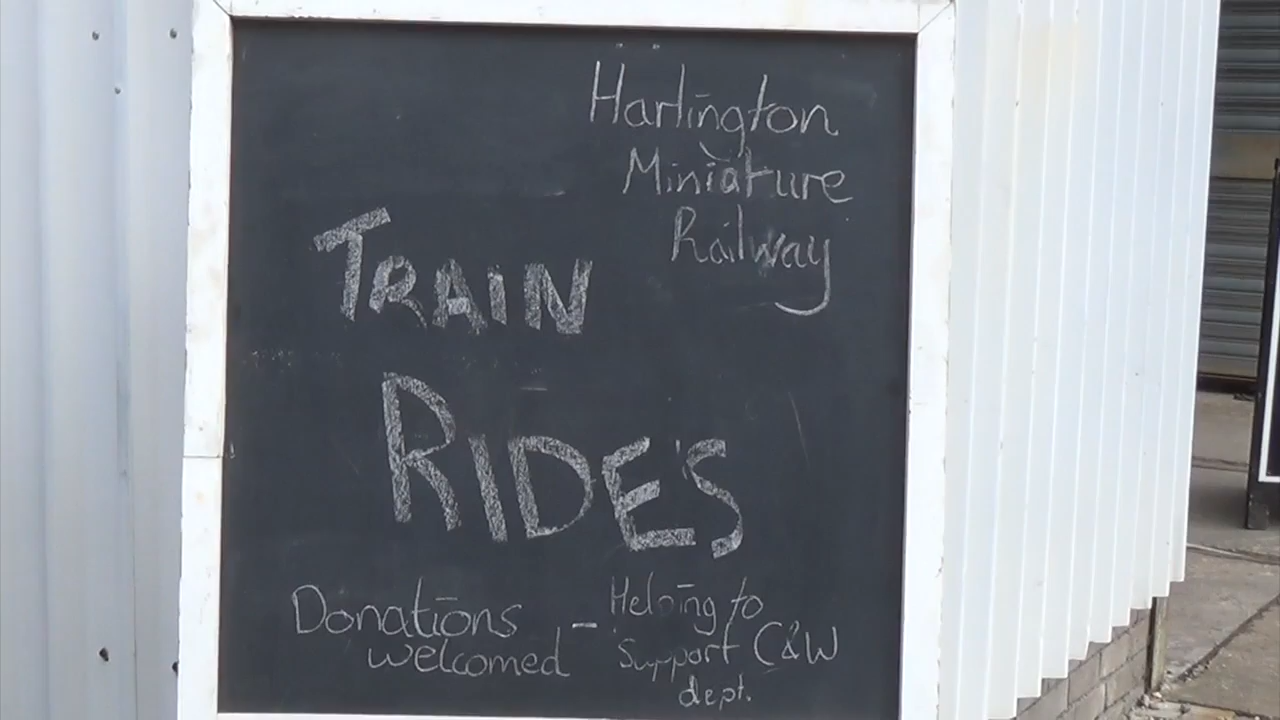 Harlington
Miniature
Railway
TRAIN
RIDE'S
Donations
welcomed
- Helping to
Support C&W
dept.